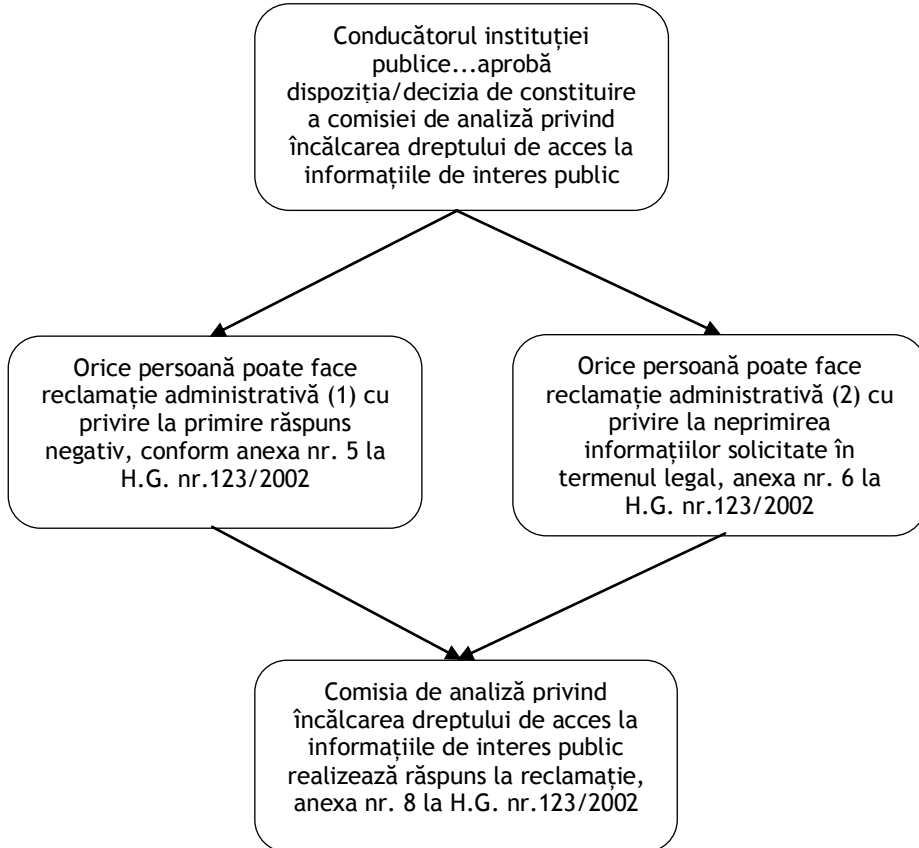 Conducătorul instituției
publice...aprobă
dispoziția/decizia de constituire
a comisiei de analiză privind
încălcarea dreptului de acces la
informațiile de interes public
Orice persoană poate face
reclamație administrativă (1) cu
privire la primire răspuns
negativ, conform anexa nr. 5 la
H.G. nr.123/2002
Orice persoană poate face
reclamație administrativă (2) cu
privire la neprimirea
informațiilor solicitate în
termenul legal, anexa nr. 6 la
H.G. nr.123/2002
Comisia de analiză privind
încălcarea dreptului de acces la
informațiile de interes public
realizează răspuns la reclamație,
anexa nr. 8 la H.G. nr.123/2002